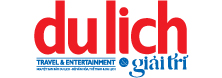 du lịch
TRAVEL & ENTERTAINMENT & giải trí